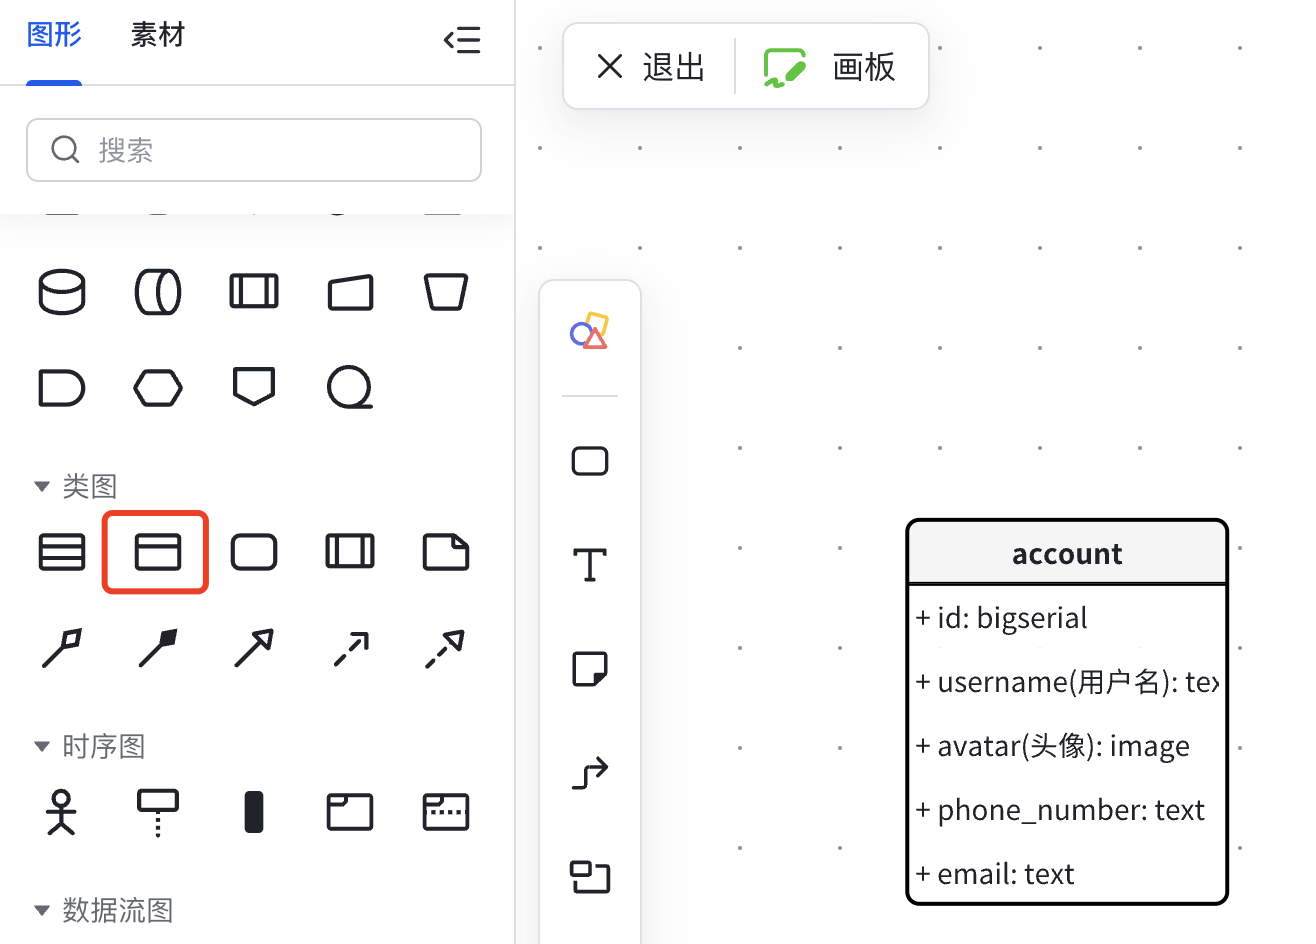 图形 素材
搜索
类图
时序图
数据流图
退出 画板
account
+ id: bigserial
+ username(用户名): tex
+ avatar(头像): image
+ phone_number: text
+ email: text